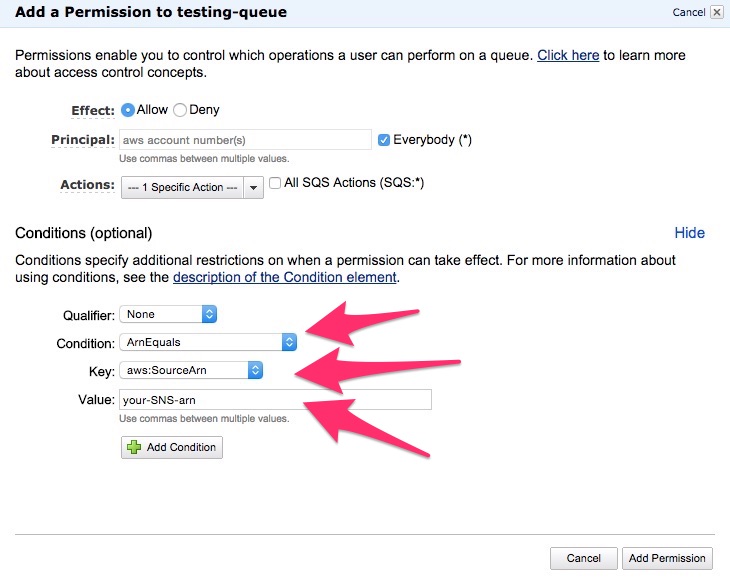 Add a Permission to testing-queue Cancel
Permissions enable you to control which operations a user can perform on a queue. Click here to learn more
about access control concepts.
Effect: Allow Deny
Principal: aws account number(s) Everybody (*)
Use commas between multiple values.
Actions: --- 1 Specific Action --- All SQS Actions (SQS:*)
Conditions (optional) Hide
Conditions specify additional restrictions on when a permission can take effect. For more information about
using conditions, see the description of the Condition element.
Qualifier: None
Condition: ArnEquals
Key: aws:SourceArn
Value: your-SNS-arn
Use commas between multiple values.
Add Condition
Cancel Add Permission